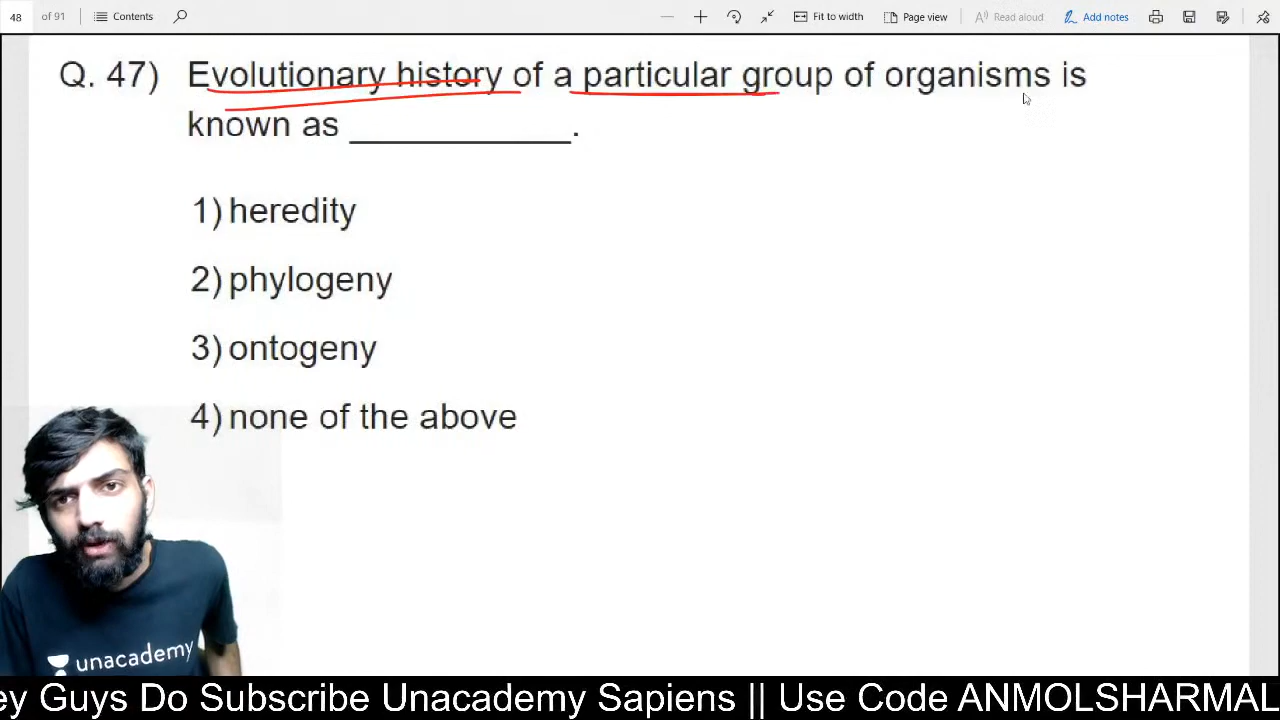 48 of 91 Contents Fit to width Page view Read aloud Add notes
Q. 47) Evolutionary history of a particular group of organisms is
known as ___________.
1) heredity
2) phylogeny
3) ontogeny
4) none of the above
unacademy
ey Guys Do Subscribe Unacademy Sapiens || Use Code ANMOLSHARMAL